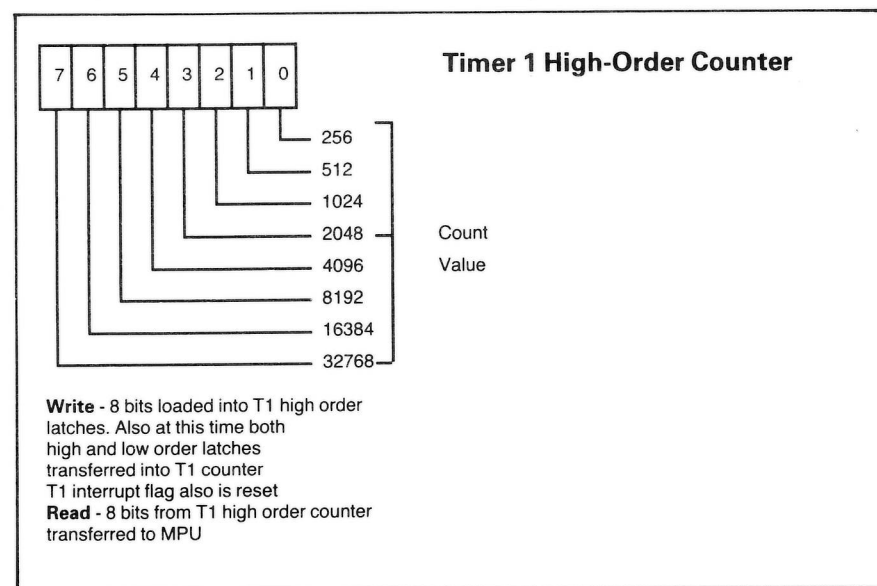 Timer 1 High-Order Counter
7 6 5 4 3 2 1 0
256
512
1024
2048
4096
8192
16384
32768
Count
Value
Write - 8 bits loaded into T1 high order
latches. Also at this time both
high and low order latches
transferred into T1 counter
T1 interrupt flag also is reset
Read - 8 bits from T1 high order counter
transferred to MPU